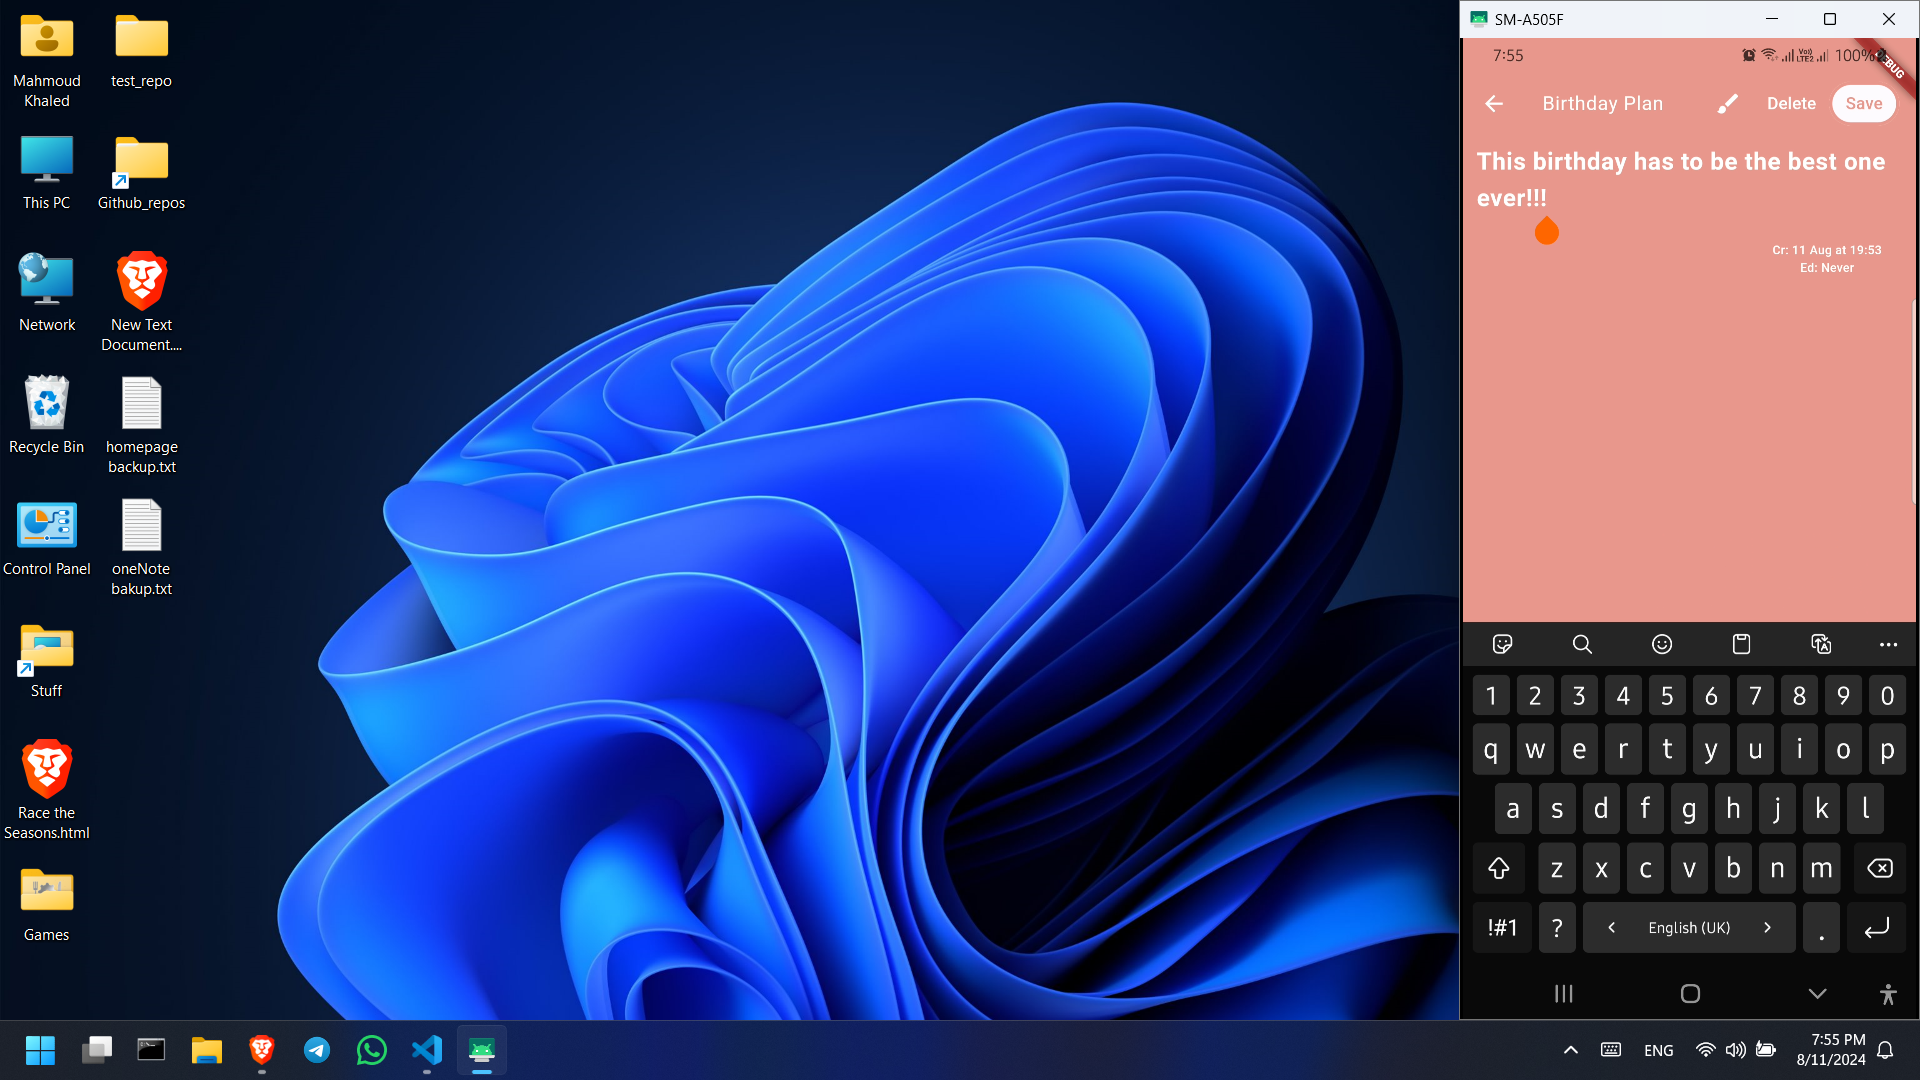 Mahmoud
Khaled
test_repo
This PC
Github_repos
Network
New Text
Document....
Recycle Bin
homepage
backup.txt
Control Panel
oneNote
bakup.txt
Stuff
Race the
Seasons.html
Games
SM-A505F
7:55
Vo))
LTE2
100%
Birthday Plan
Delete
Save
This birthday has to be the best one
ever!!!
Cr: 11 Aug at 19:53
Ed: Never
1 2 3 4 5 6 7 8 9 0
q w e r t y u i o p
a s d f g h j k l
z x c v b n m
!#1 ? < English (UK) > .
ENG
7:55 PM
8/11/2024